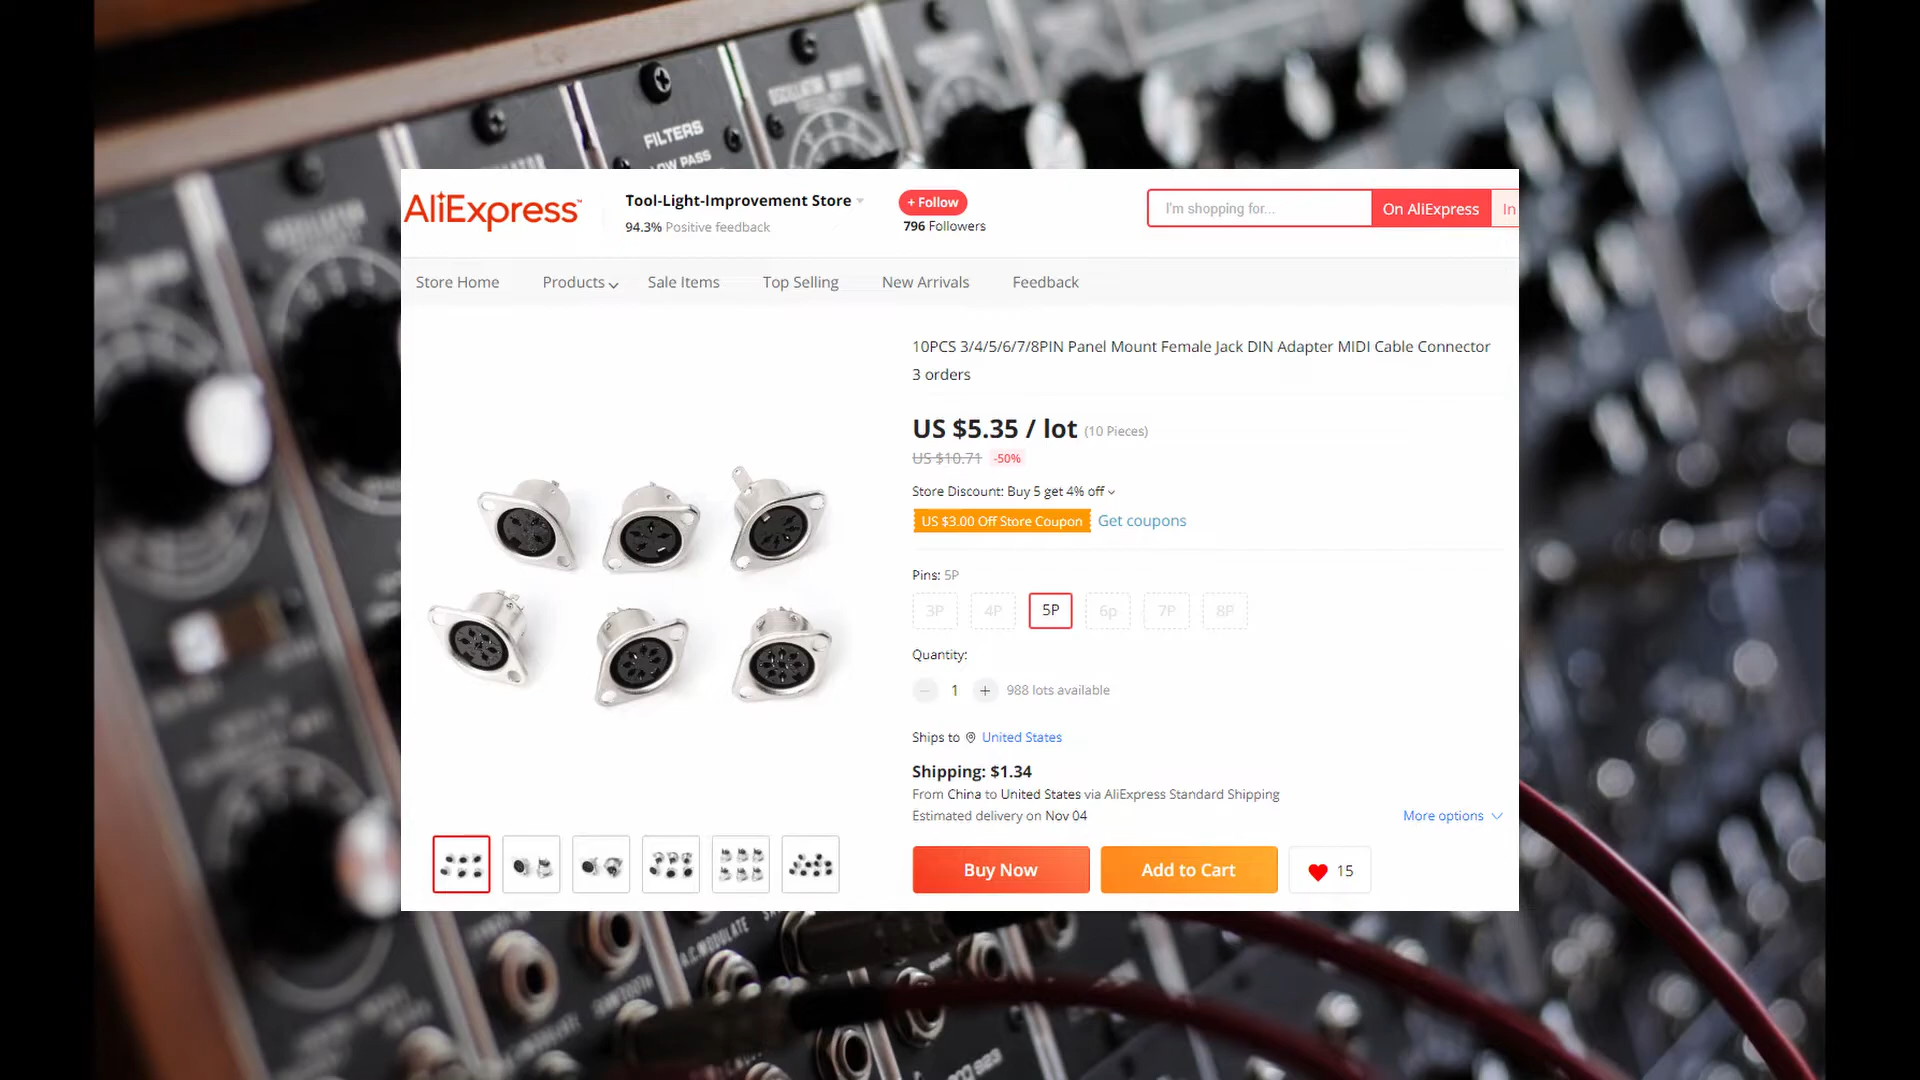 FILTERS
LOW PASS
AliExpress™
Tool-Light-Improvement Store
94.3% Positive feedback
+ Follow
796 Followers
I'm shopping for...
On AliExpress
In
Store Home
Products
Sale Items
Top Selling
New Arrivals
Feedback
10PCS 3/4/5/6/7/8PIN Panel Mount Female Jack DIN Adapter MIDI Cable Connector
3 orders
US $5.35 / lot (10 Pieces)
US $10.71 -50%
Store Discount: Buy 5 get 4% off
US $3.00 Off Store Coupon Get coupons
Pins: 5P
3P 4P 5P 6p 7P 8P
Quantity:
− 1 + 988 lots available
Ships to United States
Shipping: $1.34
From China to United States via AliExpress Standard Shipping
Estimated delivery on Nov 04
More options
Buy Now
Add to Cart
15
A.C. MODULATE
SAWTOOTH